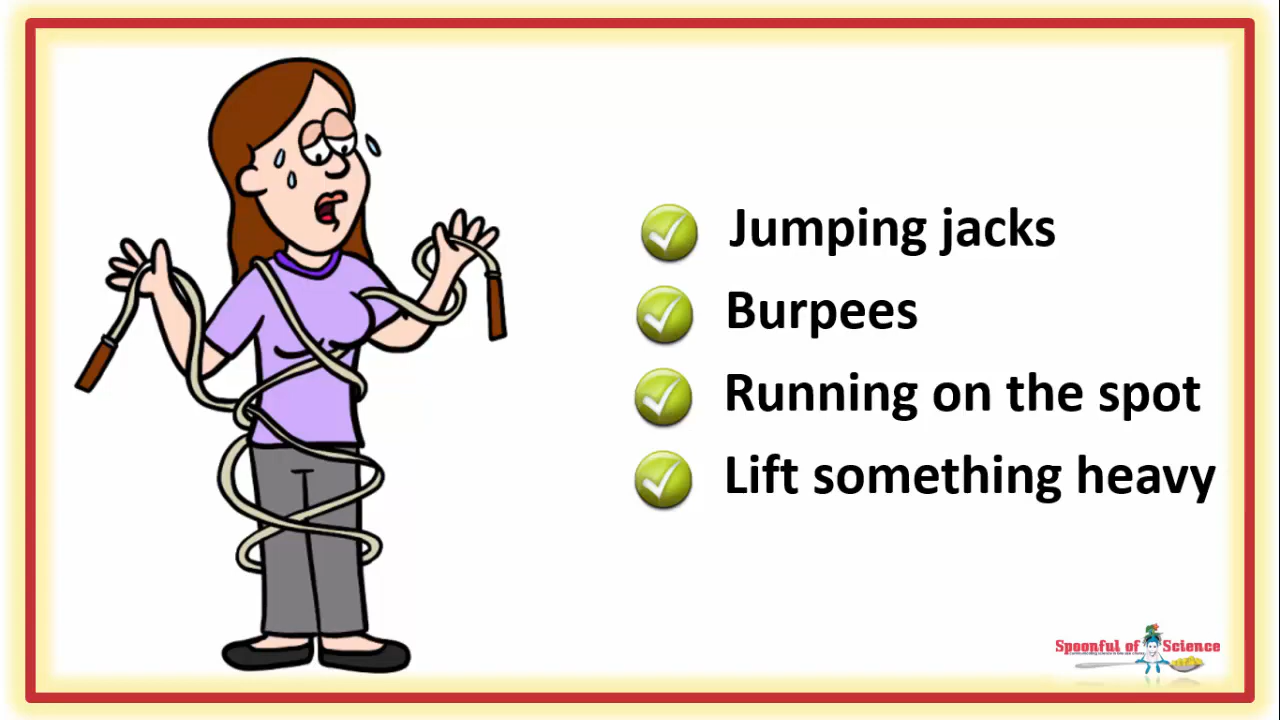 Jumping jacks
Burpees
Running on the spot
Lift something heavy
Spoonful of Science